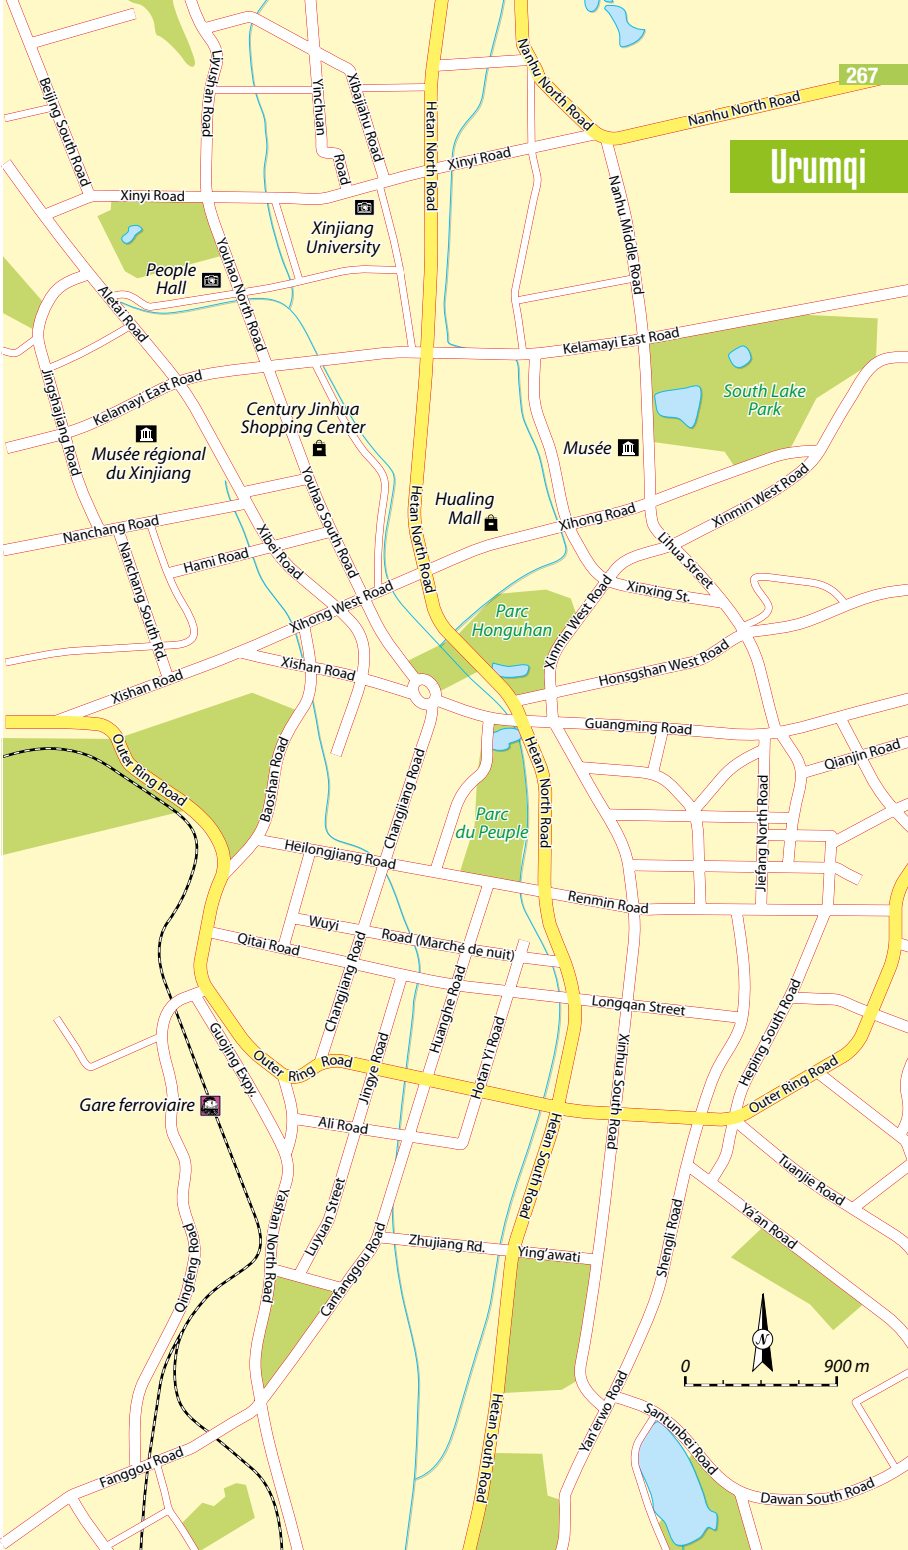 267
Urumqi
Nanhu North Road
Nanhu North Road
Liyushan Road
Yinchuan
Road
Xibajiahu Road
Beijing South Road
Hetan North Road
Xinyi Road
Xinyi Road
Xinjiang
University
People
Hall
Youhao North Road
Nanhu Middle Road
Aletai Road
Kelamayi East Road
Kelamayi East Road
Jingshajiang Road
South Lake
Park
Century Jinhua
Shopping Center
Musée régional
du Xinjiang
Musée
Hualing
Mall
Youhao South Road
Hetan North Road
Xihong Road
Xinmin West Road
Nanchang Road
Xibei Road
Hami Road
Nanchang South Rd.
Lihua Street
Xinxing St.
Xihong West Road
Parc
Honguhan
Xinmin West Road
Honsgshan West Road
Xishan Road
Xishan Road
Guangming Road
Outer Ring Road
Baoshan Road
Changjiang Road
Hetan North Road
Qianjin Road
Jiefang North Road
Parc
du Peuple
Heilongjiang Road
Renmin Road
Wuyi
Road (Marché de nuit)
Qitai Road
Changjiang Road
Huanghe Road
Longqan Street
Heping South Road
Guojing Expy.
Outer Ring Road
Jingye Road
Hotan Yi Road
Xinhua South Road
Outer Ring Road
Gare ferroviaire
Ali Road
Hetan South Road
Tuanjie Road
Yashan North Road
Luyuan Street
Ya'an Road
Shengli Road
Qingfeng Road
Canfanggou Road
Zhujiang Rd.
Ying'awati
N
0
900 m
Hetan South Road
Yan'erwo Road
Santunbei Road
Fanggou Road
Dawan South Road